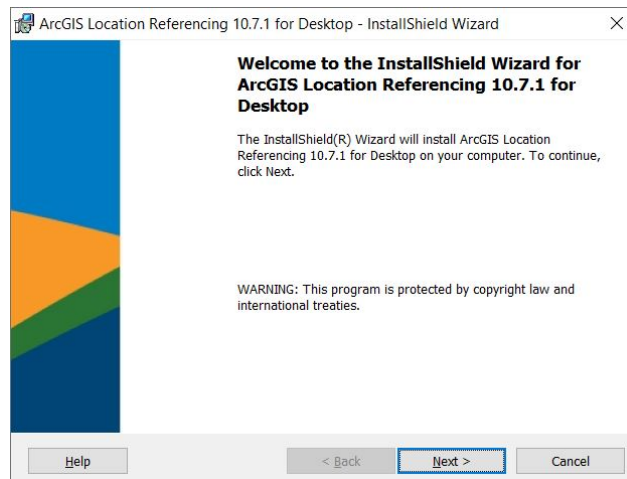 ArcGIS Location Referencing 10.7.1 for Desktop - InstallShield Wizard
Welcome to the InstallShield Wizard for
ArcGIS Location Referencing 10.7.1 for
Desktop
The InstallShield(R) Wizard will install ArcGIS Location
Referencing 10.7.1 for Desktop on your computer. To continue,
click Next.
WARNING: This program is protected by copyright law and
international treaties.
Help < Back Next > Cancel